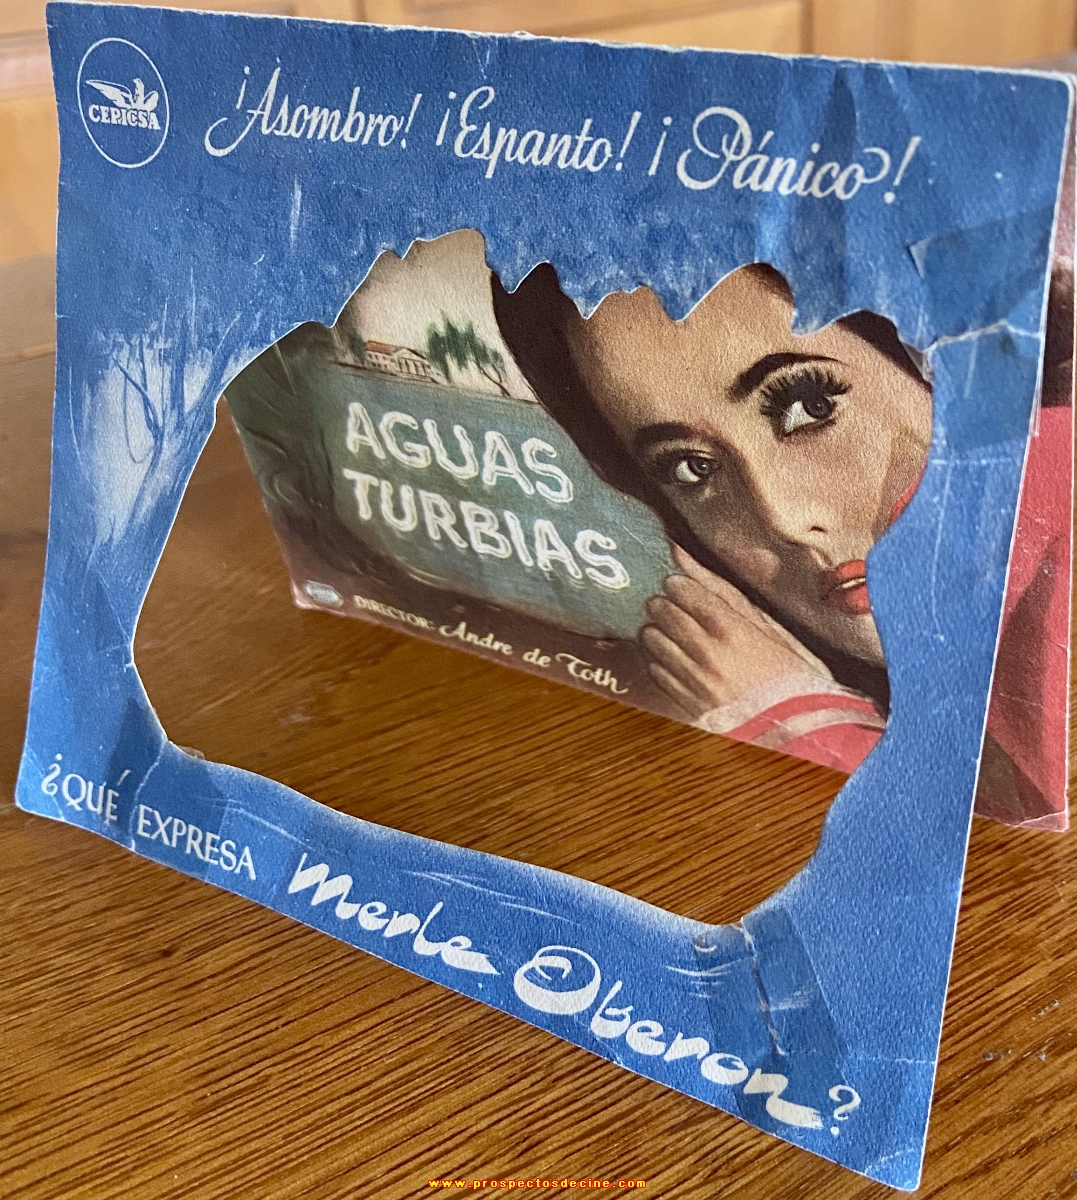 CEPICSA
¡Asombro! ¡Espanto! ¡Pánico!
AGUAS
TURBIAS
DIRECTOR: Andre de Toth
¿QUÉ EXPRESA Merle Oberon?
www.prospectosdecine.com